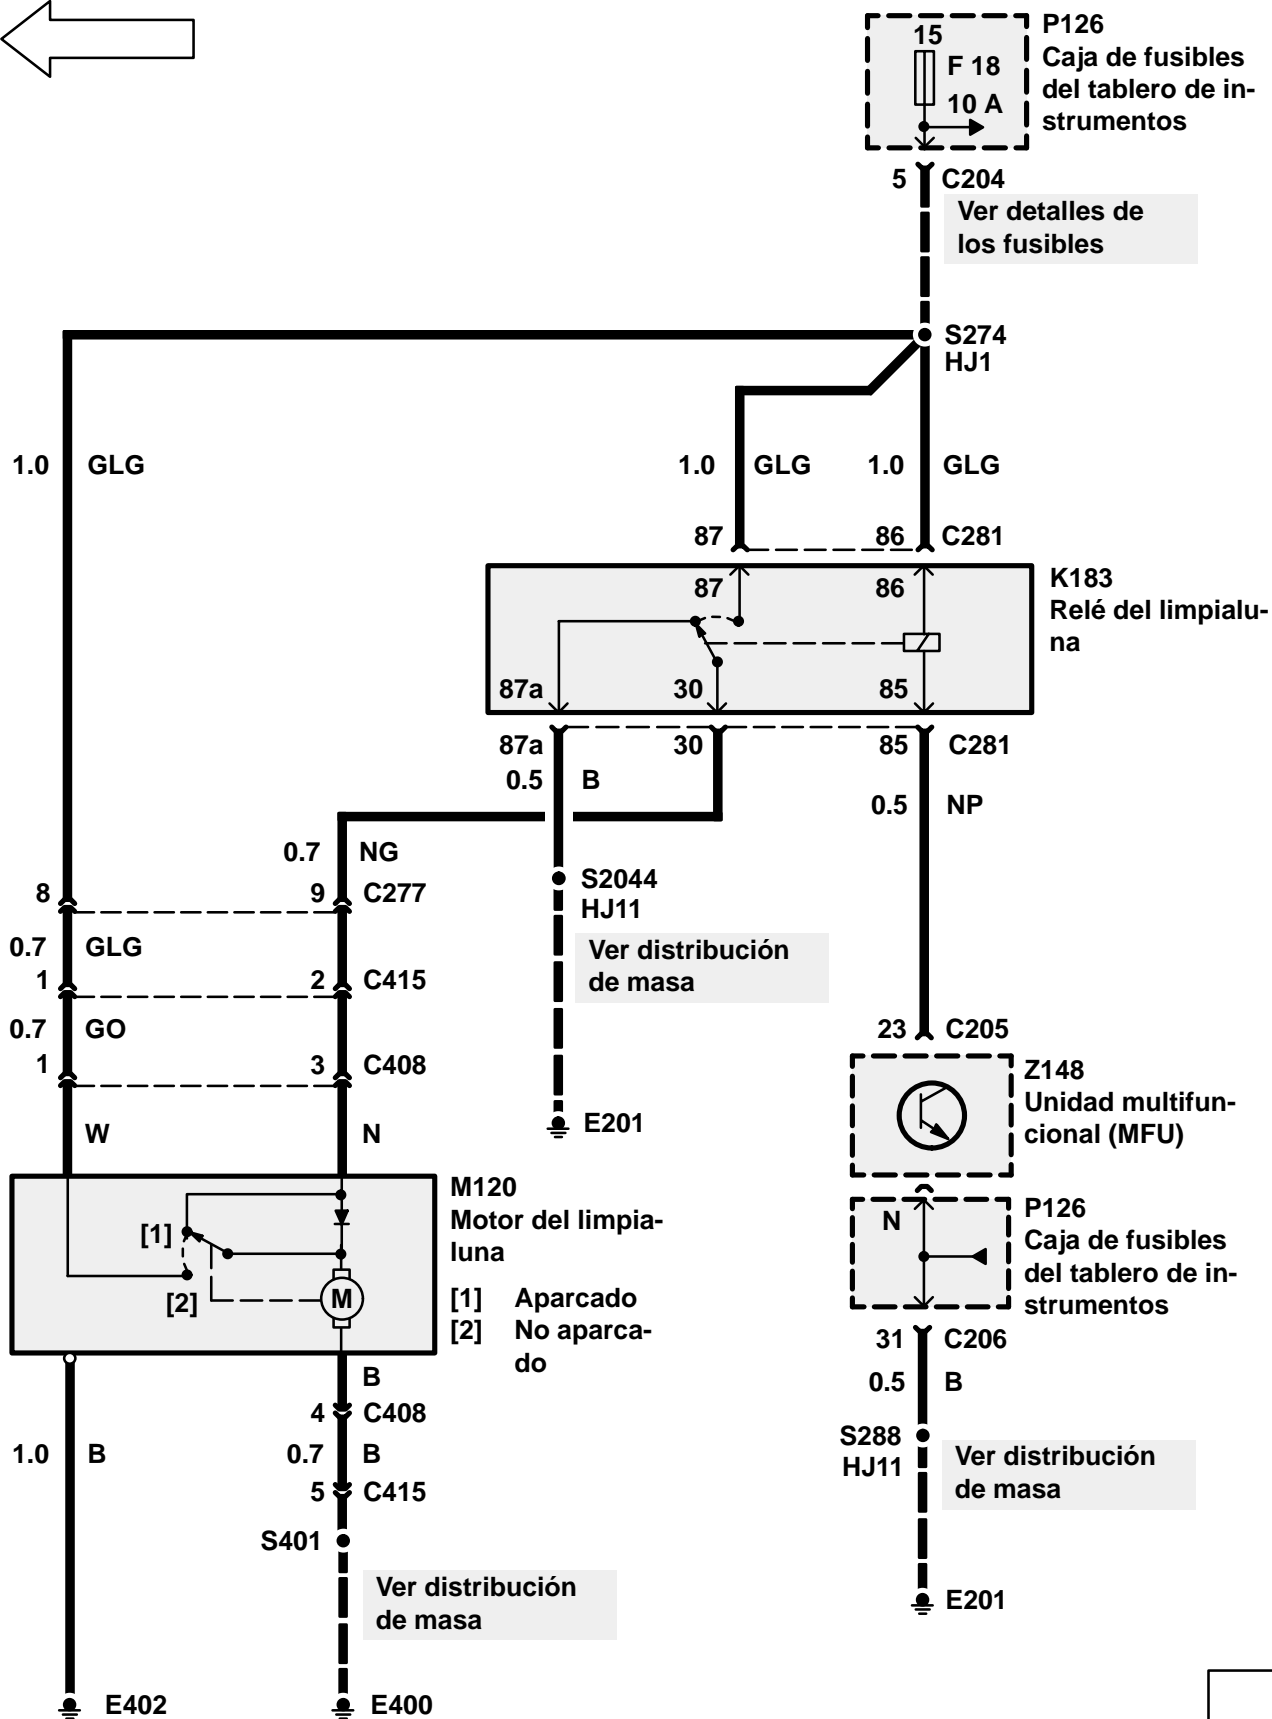 15
F 18
10 A
P126
Caja de fusibles
del tablero de in-
strumentos
5 C204
Ver detalles de
los fusibles
S274
HJ1
1.0 GLG
1.0 GLG
1.0 GLG
87
86 C281
87
86
K183
Relé del limpialu-
na
87a
30
85
87a
30
85 C281
0.5 B
0.5 NP
0.7 NG
8
9 C277
S2044
HJ11
0.7 GLG
Ver distribución
de masa
1
2 C415
0.7 GO
23 C205
1
3 C408
Z148
Unidad multifun-
cional (MFU)
E201
W
N
M120
Motor del limpia-
luna
N
P126
Caja de fusibles
del tablero de in-
strumentos
[1]
[2]
M
[1] Aparcado
[2] No aparca-
do
31 C206
B
0.5 B
4 C408
S288
HJ11
Ver distribución
de masa
1.0 B
0.7 B
5 C415
S401
Ver distribución
de masa
E201
E402
E400